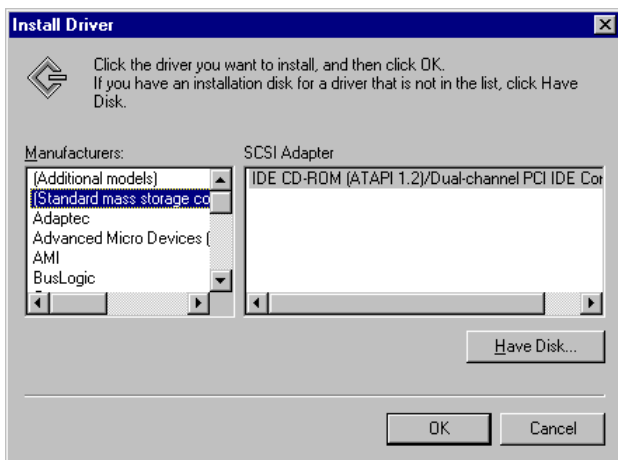 Install Driver
Click the driver you want to install, and then click OK.
If you have an installation disk for a driver that is not in the list, click Have
Disk.
Manufacturers:
SCSI Adapter
(Additional models)
(Standard mass storage co
Adaptec
Advanced Micro Devices (
AMI
BusLogic
IDE CD-ROM (ATAPI 1.2)/Dual-channel PCI IDE Con
Have Disk...
OK
Cancel